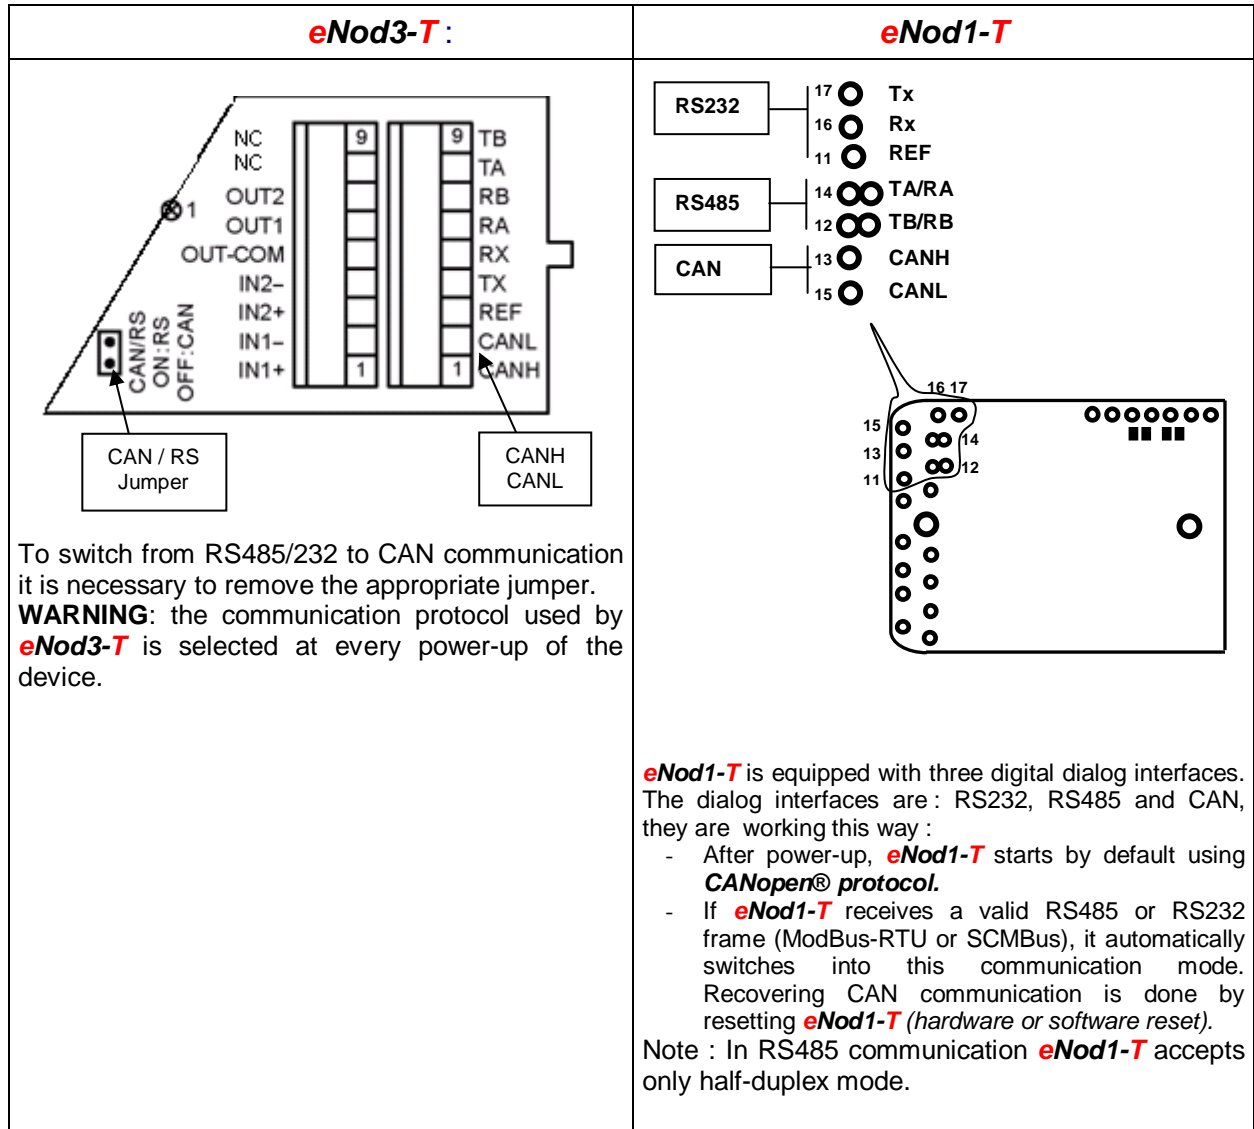 eNod3-T :
NC
NC
OUT2
OUT1
OUT-COM
IN2–
IN2+
IN1–
IN1+
1
CAN/RS
ON:RS
OFF:CAN
9
1
9
1
TB
TA
RB
RA
RX
TX
REF
CANL
CANH
CAN / RS
Jumper
CANH
CANL
To switch from RS485/232 to CAN communication
it is necessary to remove the appropriate jumper.
WARNING: the communication protocol used by
eNod3-T is selected at every power-up of the
device.
eNod1-T
RS232
17 Tx
16 Rx
11 REF
RS485
14 TA/RA
12 TB/RB
CAN
13 CANH
15 CANL
16 17
15
14
13
12
11
eNod1-T is equipped with three digital dialog interfaces.
The dialog interfaces are : RS232, RS485 and CAN,
they are working this way :
- After power-up, eNod1-T starts by default using
CANopen® protocol.
- If eNod1-T receives a valid RS485 or RS232
frame (ModBus-RTU or SCMBus), it automatically
switches into this communication mode.
Recovering CAN communication is done by
resetting eNod1-T (hardware or software reset).
Note : In RS485 communication eNod1-T accepts
only half-duplex mode.